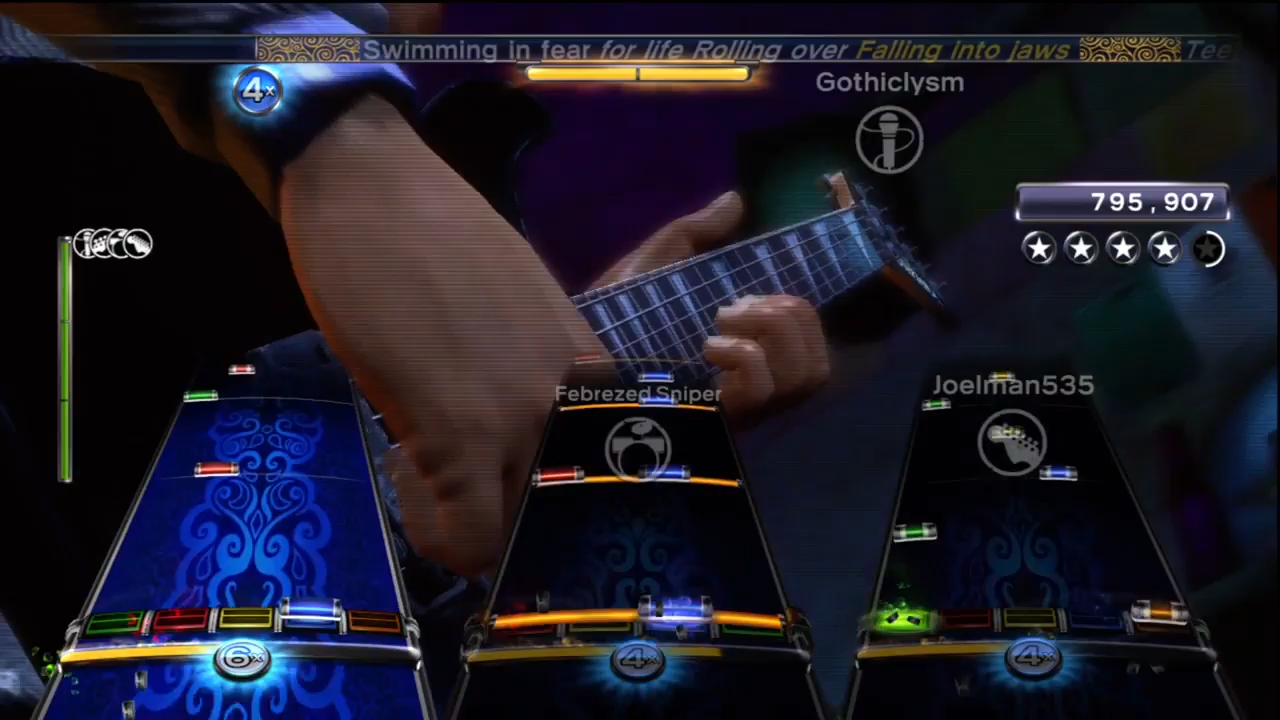 Swimming in fear for life Rolling over Falling into jaws Tee
4x
Gothiclysm
795,907
Febrezed Sniper
Joelman535
6x
4x
4x